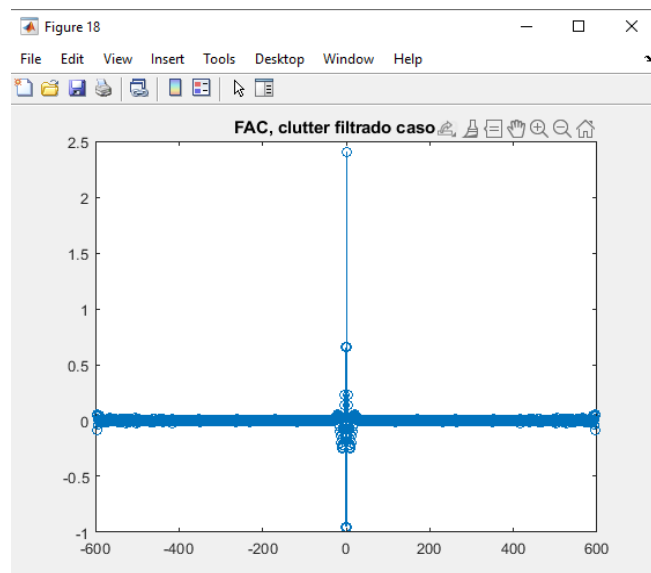 Figure 18
File Edit View Insert Tools Desktop Window Help
FAC, clutter filtrado caso
2.5
2
1.5
1
0.5
0
-0.5
-1
-600 -400 -200 0 200 400 600